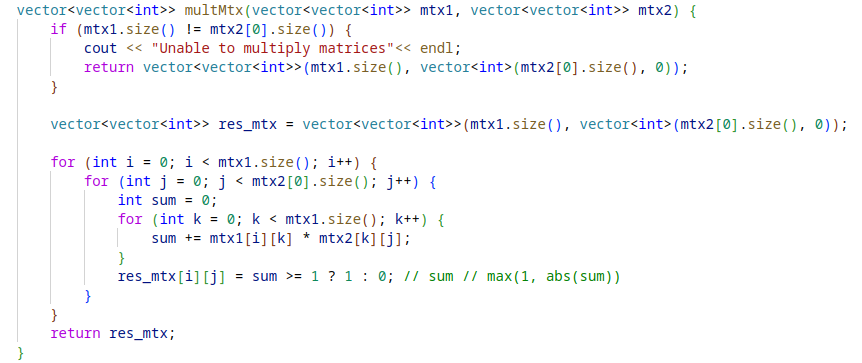 vector<vector<int>> multMtx(vector<vector<int>> mtx1, vector<vector<int>> mtx2) {
    if (mtx1.size() != mtx2[0].size()) {
        cout << "Unable to multiply matrices"<< endl;
        return vector<vector<int>>(mtx1.size(), vector<int>(mtx2[0].size(), 0));
    }

    vector<vector<int>> res_mtx = vector<vector<int>>(mtx1.size(), vector<int>(mtx2[0].size(), 0));

    for (int i = 0; i < mtx1.size(); i++) {
        for (int j = 0; j < mtx2[0].size(); j++) {
            int sum = 0;
            for (int k = 0; k < mtx1.size(); k++) {
                sum += mtx1[i][k] * mtx2[k][j];
            }
            res_mtx[i][j] = sum >= 1 ? 1 : 0; // sum // max(1, abs(sum))
        }
    }
    return res_mtx;
}